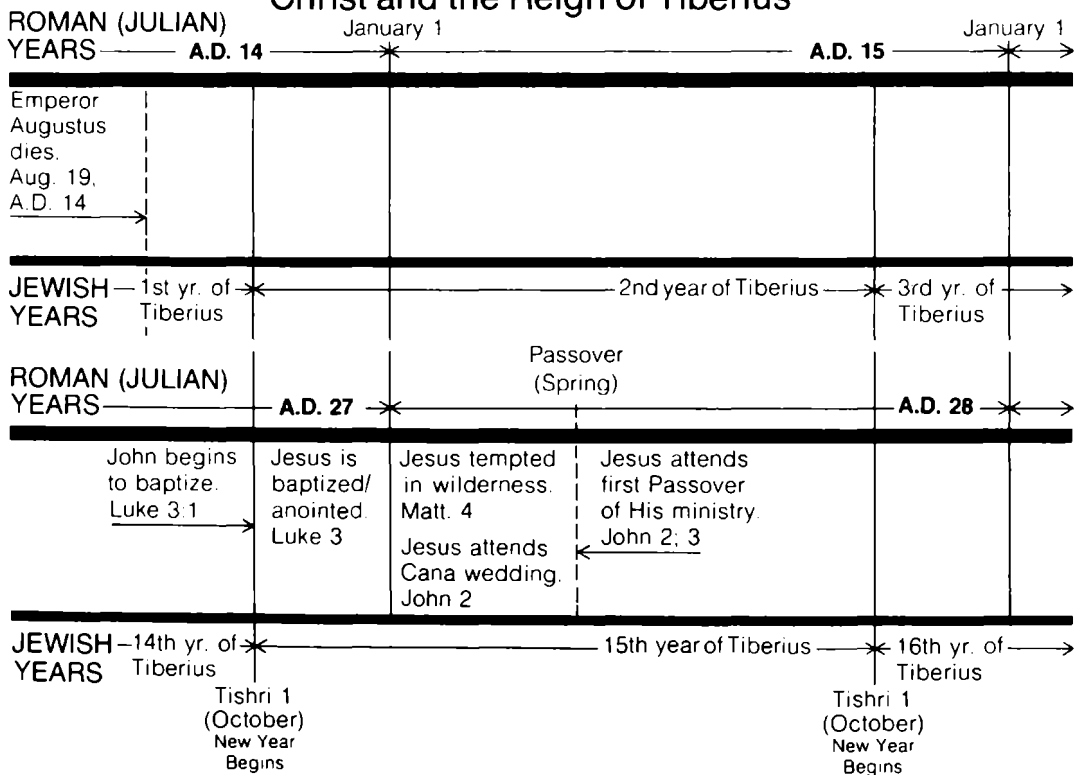 Christ and the Reign of Tiberius
ROMAN (JULIAN)
YEARS
A.D. 14
January 1
A.D. 15
January 1
Emperor
Augustus
dies.
Aug. 19,
A.D. 14
JEWISH
YEARS
1st yr. of
Tiberius
2nd year of Tiberius
3rd yr. of
Tiberius
ROMAN (JULIAN)
YEARS
A.D. 27
Passover
(Spring)
A.D. 28
John begins
to baptize.
Luke 3:1
Jesus is
baptized/
anointed.
Luke 3
Jesus tempted
in wilderness.
Matt. 4
Jesus attends
Cana wedding.
John 2
Jesus attends
first Passover
of His ministry.
John 2; 3
JEWISH
YEARS
14th yr. of
Tiberius
15th year of Tiberius
16th yr. of
Tiberius
Tishri 1
(October)
New Year
Begins
Tishri 1
(October)
New Year
Begins